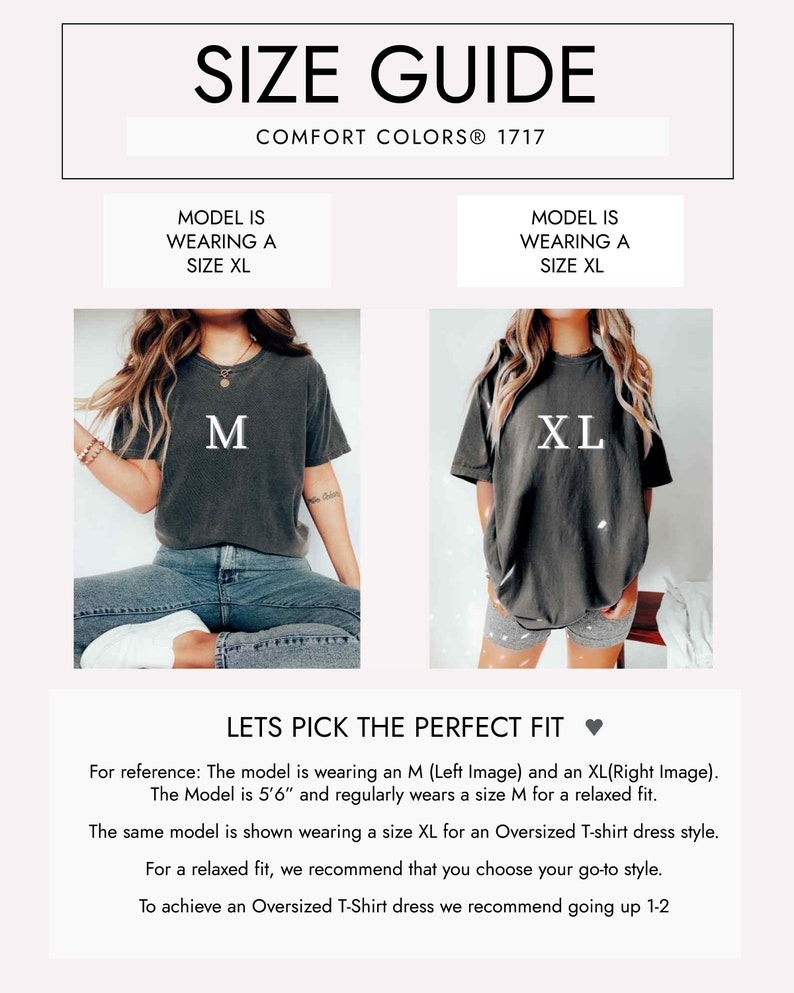 SIZE GUIDE
COMFORT COLORS® 1717
MODEL IS
WEARING A
SIZE XL
MODEL IS
WEARING A
SIZE XL
M
XL
LETS PICK THE PERFECT FIT ♥
For reference: The model is wearing an M (Left Image) and an XL(Right Image).
The Model is 5’6” and regularly wears a size M for a relaxed fit.
The same model is shown wearing a size XL for an Oversized T-shirt dress style.
For a relaxed fit, we recommend that you choose your go-to style.
To achieve an Oversized T-Shirt dress we recommend going up 1-2